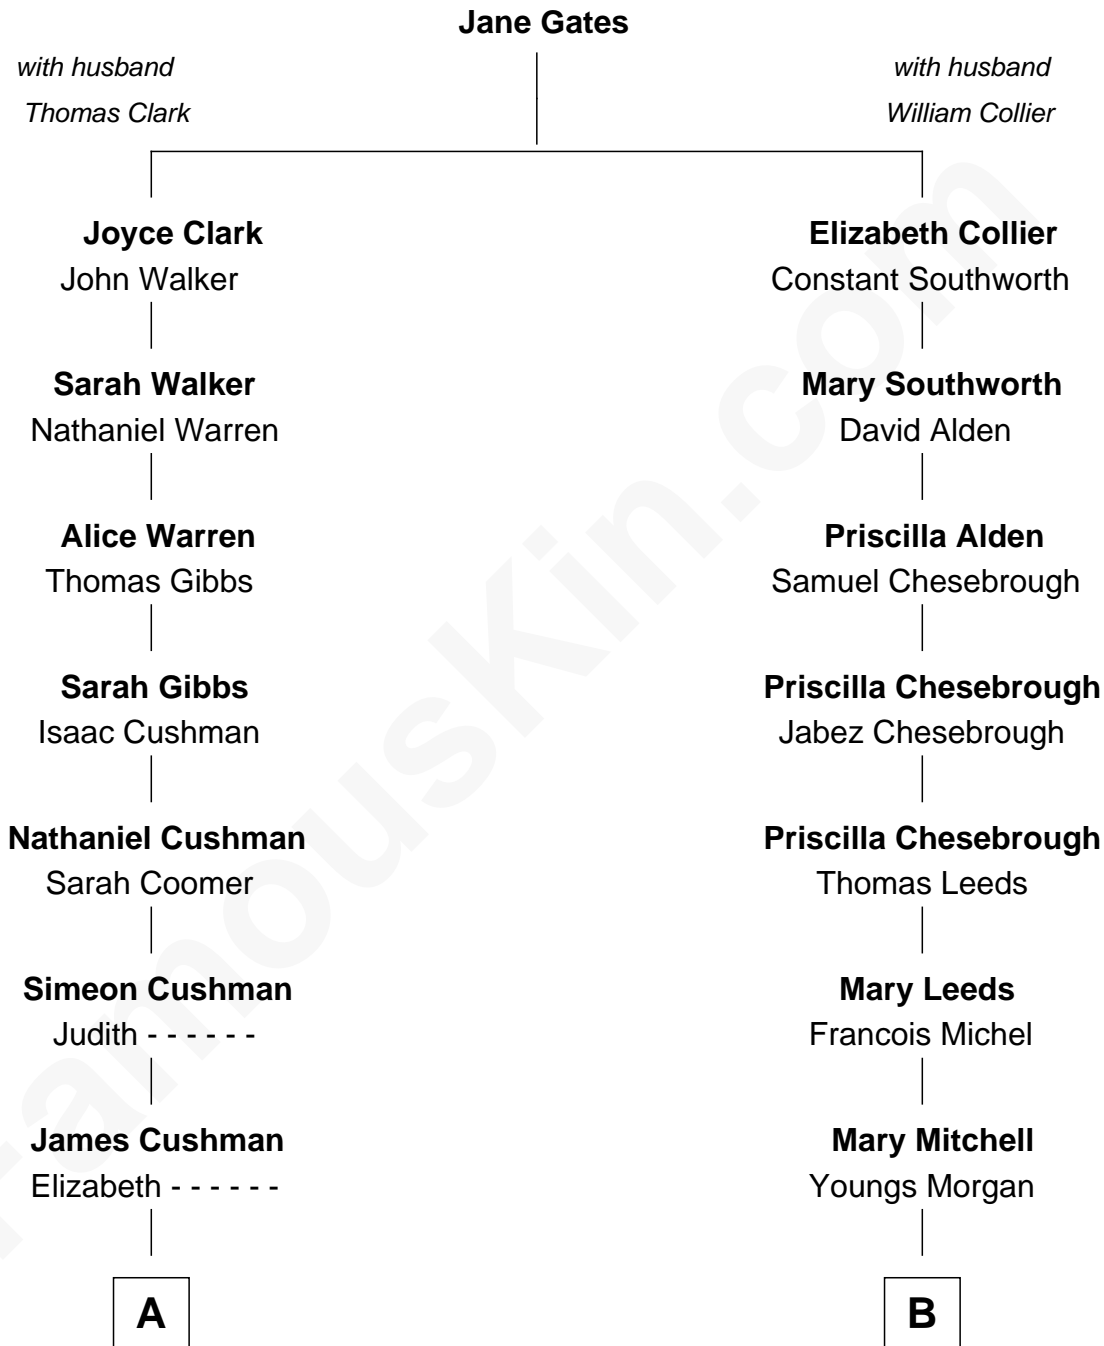 Jane Gates
with husband
Thomas Clark
with husband
William Collier
Joyce Clark
John Walker
Elizabeth Collier
Constant Southworth
Sarah Walker
Nathaniel Warren
Mary Southworth
David Alden
Alice Warren
Thomas Gibbs
Priscilla Alden
Samuel Chesebrough
Sarah Gibbs
Isaac Cushman
Priscilla Chesebrough
Jabez Chesebrough
Nathaniel Cushman
Sarah Coomer
Priscilla Chesebrough
Thomas Leeds
Simeon Cushman
Judith - - - - - -
Mary Leeds
Francois Michel
James Cushman
Elizabeth - - - - - -
Mary Mitchell
Youngs Morgan
A
B
FamousKin.com